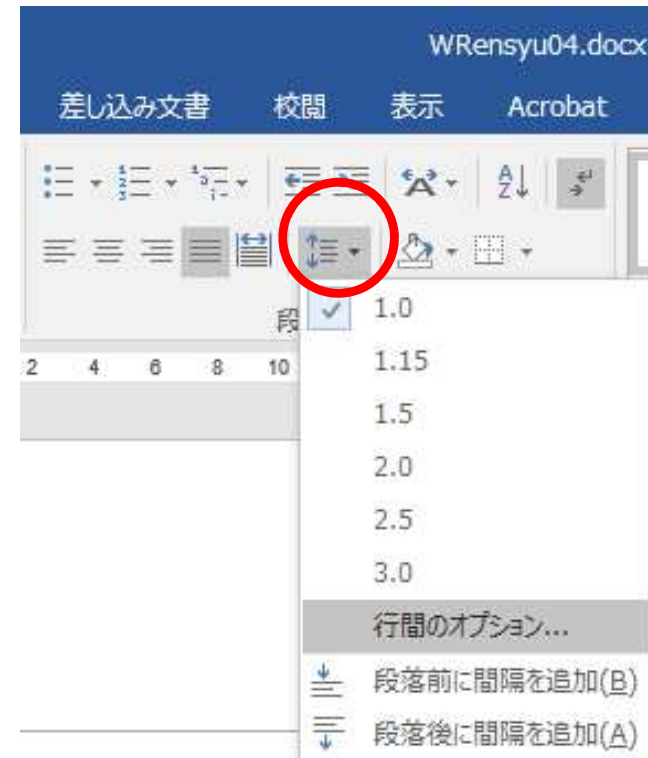 WRensyu04.docx
差し込み文書 校閲 表示 Acrobat
段
2 4 6 8 10
1.0
1.15
1.5
2.0
2.5
3.0
行間のオプション...
段落前に間隔を追加(B)
段落後に間隔を追加(A)